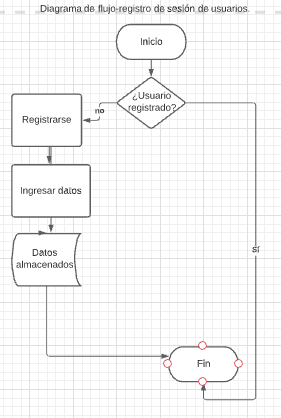 Diagrama de flujo-registro de sesión de usuarios.
Inicio
¿Usuario
registrado?
no
Registrarse
Ingresar datos
Sí
Datos
almacenados
Fin